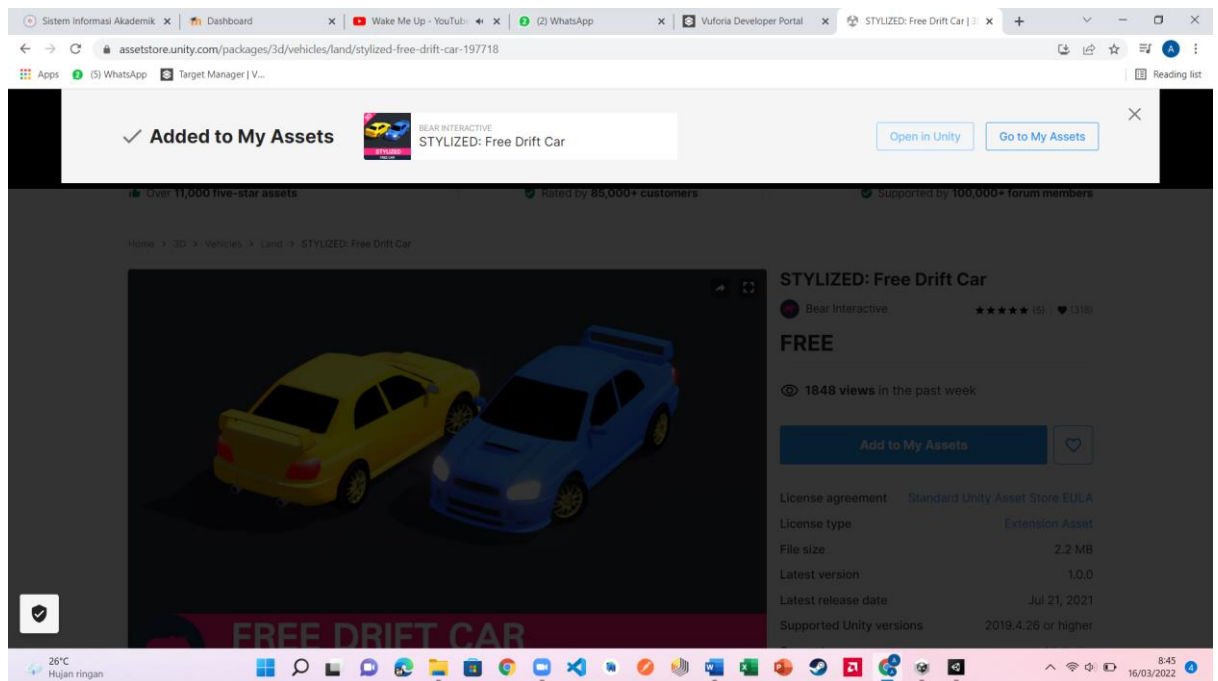 Sistem Informasi Akademik
Dashboard
Wake Me Up - YouTub
(2) WhatsApp
Vuforia Developer Portal
STYLIZED: Free Drift Car | 3
assetstore.unity.com/packages/3d/vehicles/land/stylized-free-drift-car-197718
A
Apps
(5) WhatsApp
Target Manager | V...
Reading list
Added to My Assets
BEAR INTERACTIVE
STYLIZED: Free Drift Car
STYLIZED
FREE CAR
Open in Unity
Go to My Assets
Over 11,000 five-star assets
Rated by 85,000+ customers
Supported by 100,000+ forum members
Home > 3D > Vehicles > Land > STYLIZED: Free Drift Car
STYLIZED: Free Drift Car
Bear Interactive
(5) | (318)
FREE
1848 views in the past week
Add to My Assets
License agreement Standard Unity Asset Store EULA
License type Extension Asset
File size 2.2 MB
Latest version 1.0.0
Latest release date Jul 21, 2021
Supported Unity versions 2019.4.26 or higher
FREE DRIFT CAR
26°C
Hujan ringan
8:45
16/03/2022
4